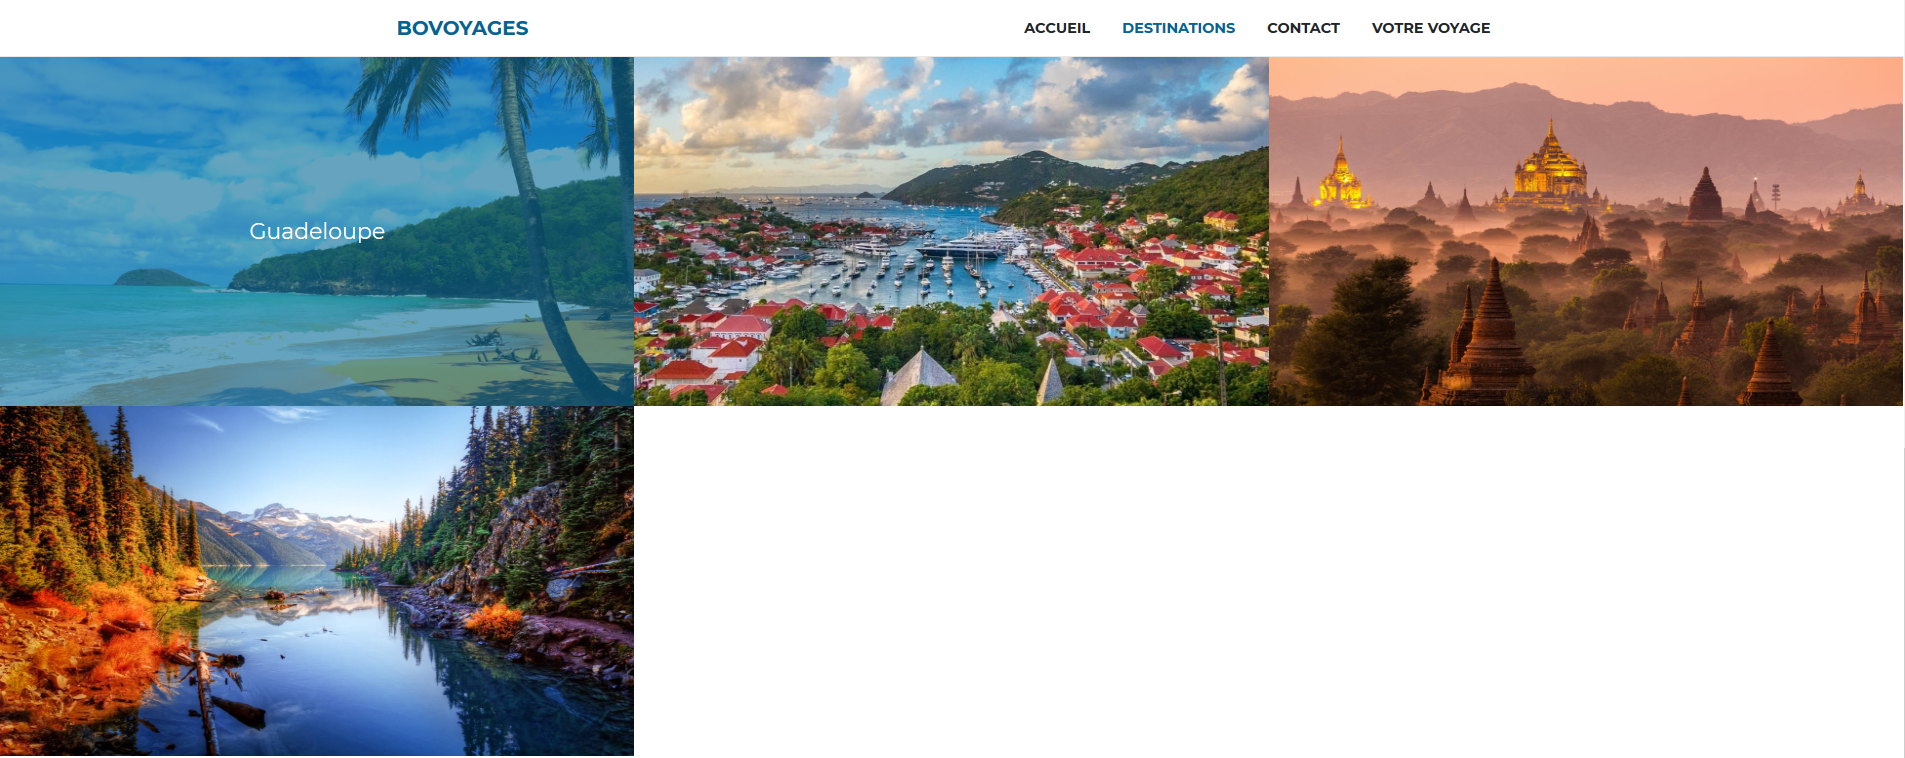 BOVOYAGES
ACCUEIL DESTINATIONS CONTACT VOTRE VOYAGE
Guadeloupe